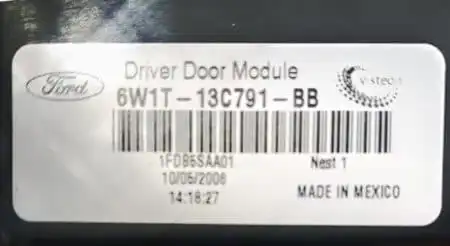 Ford
Driver Door Module
Visteon
6W1T-13C791-BB
1FDB6SAA01
Nest 1
10/05/2006
MADE IN MEXICO
14:18:27